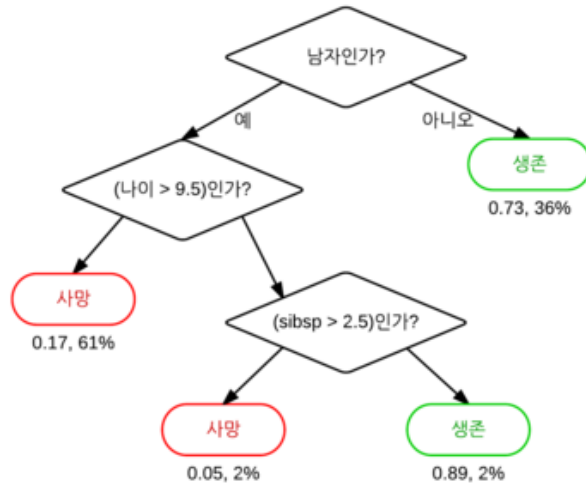 남자인가?
예
아니오
생존
0.73, 36%
(나이 > 9.5)인가?
사망
0.17, 61%
(sibsp > 2.5)인가?
사망
0.05, 2%
생존
0.89, 2%